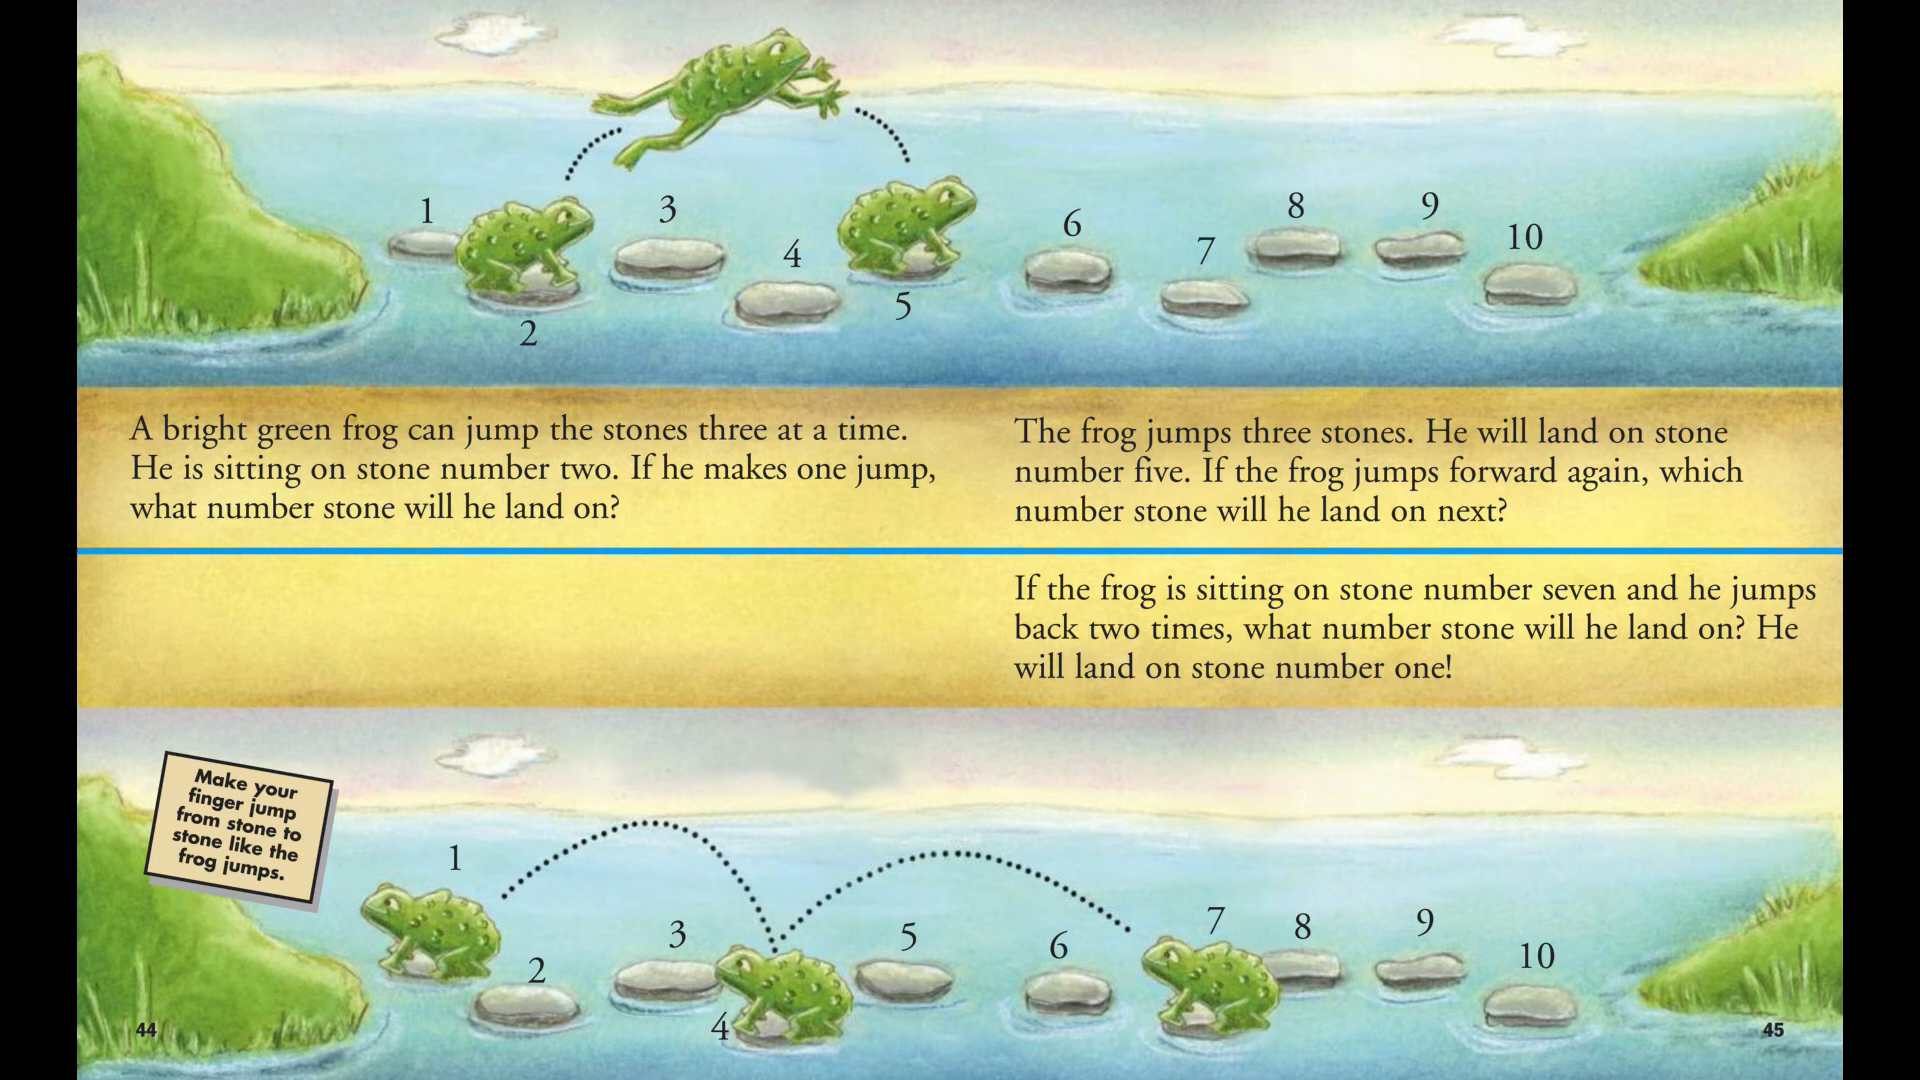 1
3
4
6
7
8
9
10
5
2
A bright green frog can jump the stones three at a time.
He is sitting on stone number two. If he makes one jump,
what number stone will he land on?
The frog jumps three stones. He will land on stone
number five. If the frog jumps forward again, which
number stone will he land on next?
If the frog is sitting on stone number seven and he jumps
back two times, what number stone will he land on? He
will land on stone number one!
Make your
finger jump
from stone to
stone like the
frog jumps.
1
2
3
4
5
6
7
8
9
10
44
45